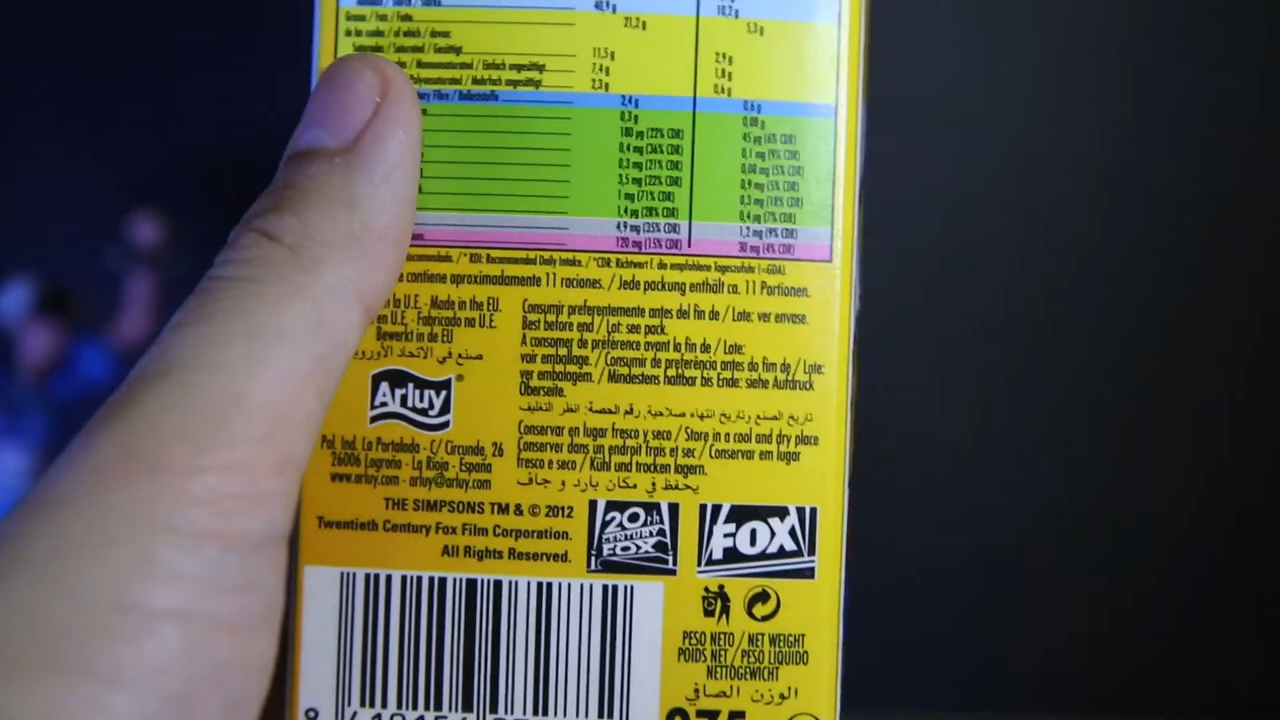 40,9 g 10,2 g
Grasas / Fats / Fette 21,2 g 5,3 g
de las cuales / of which / davon:
Saturadas / Saturated / Gesättigt 11,5 g 2,9 g
Monounsaturated / Einfach ungesättigt 7,4 g 1,8 g
Polyunsaturated / Mehrfach ungesättigt 2,3 g 0,6 g
Fibre / Ballaststoffe 2,4 g 0,6 g
0,3 g 0,08 g
180 µg (22% CDR) 45 µg (6% CDR)
0,4 mg (36% CDR) 0,1 mg (9% CDR)
0,3 mg (21% CDR) 0,08 mg (5% CDR)
3,5 mg (22% CDR) 0,9 mg (5% CDR)
1 mg (71% CDR) 0,3 mg (18% CDR)
1,4 µg (28% CDR) 0,4 µg (7% CDR)
4,9 mg (35% CDR) 1,2 mg (9% CDR)
120 mg (15% CDR) 30 mg (4% CDR)
/ * RDI: Recommended Daily Intake. / *CDR: Richtwert f. die empfohlene Tageszufuhr (=GDA).
contiene aproximadamente 11 raciones. / Jede packung enthält ca. 11 Portionen.
la U.E. - Made in the EU.
en U.E. - Fabricado na U.E.
Bewerkt in de EU
صنع في الاتحاد الأوروبي
Arluy®
Pol. Ind. La Portalada - C/ Circunde, 26
26006 Logroño - La Rioja - España
www.arluy.com - arluy@arluy.com
Consumir preferentemente antes del fin de / Lote: ver envase.
Best before end / Lot: see pack.
A consomer de préférence avant la fin de / Lote:
voir emballage. / Consumir de preferência antes do fim de / Lote:
ver embalagem. / Mindestens haltbar bis Ende: siehe Aufdruck
Oberseite.
تاريخ الصنع وتاريخ انتهاء صلاحية, رقم الحصة: انظر التغليف
Conservar en lugar fresco y seco / Store in a cool and dry place
Conserver dans un endroit frais et sec / Conservar em lugar
fresco e seco / Kühl und trocken lagern.
يحفظ في مكان بارد و جاف
THE SIMPSONS TM & © 2012
Twentieth Century Fox Film Corporation.
All Rights Reserved.
20th
CENTURY
FOX
FOX
PESO NETO / NET WEIGHT
POIDS NET / PESO LIQUIDO
NETTOGEWICHT
الوزن الصافي
275
8